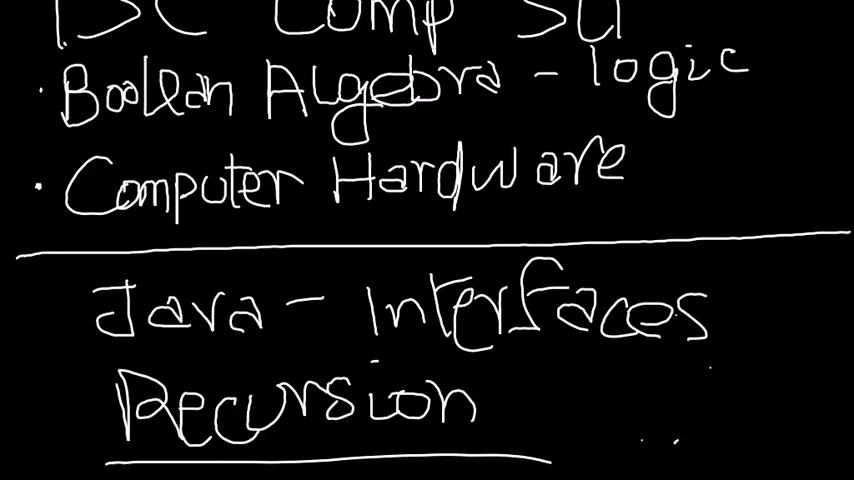 ISC Comp Sci
· Boolean Algebra - logic
· Computer Hardware
Java - Interfaces
Recursion